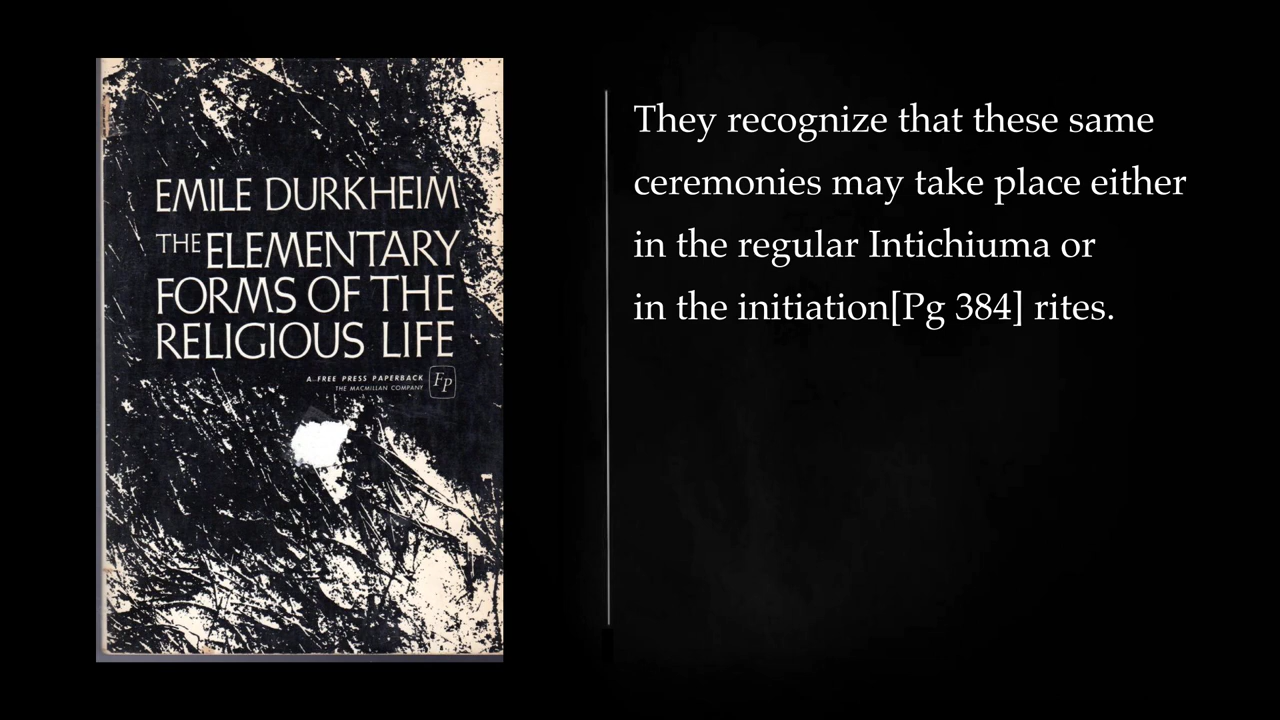 EMILE DURKHEIM
THE ELEMENTARY
FORMS OF THE
RELIGIOUS LIFE
A FREE PRESS PAPERBACK
THE MACMILLAN COMPANY
FP
They recognize that these same
ceremonies may take place either
in the regular Intichiuma or
in the initiation[Pg 384] rites.